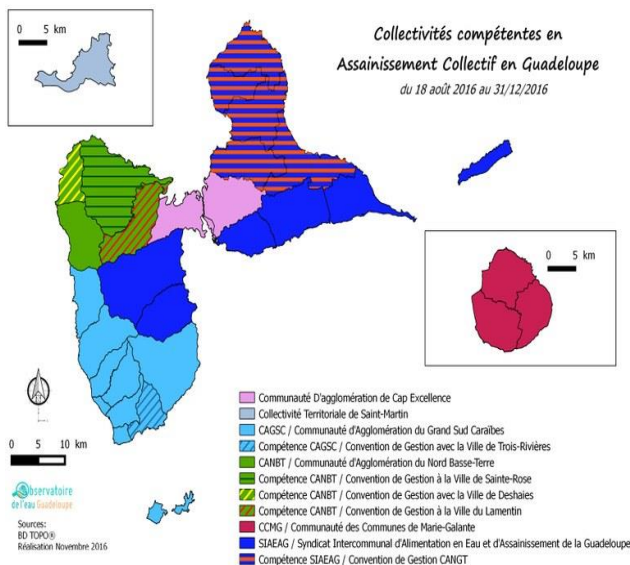 0 5 km
Collectivités compétentes en
Assainissement Collectif en Guadeloupe
du 18 août 2016 au 31/12/2016
0 5 km
Communauté D'agglomération de Cap Excellence
Collectivité Territoriale de Saint-Martin
CAGSC / Communauté d'Agglomération du Grand Sud Caraïbes
Compétence CAGSC / Convention de Gestion avec la Ville de Trois-Rivières
CANBT / Communauté d'Agglomération du Nord Basse-Terre
Compétence CANBT / Convention de Gestion à la Ville de Sainte-Rose
Compétence CANBT / Convention de Gestion avec la Ville de Deshaies
Compétence CANBT / Convention de Gestion à la Ville du Lamentin
CCMG / Communauté des Communes de Marie-Galante
SIAEAG / Syndicat Intercommunal d'Alimentation en Eau et d'Assainissement de la Guadeloupe
Compétence SIAEAG / Convention de Gestion CANGT
0 5 10 km
Observatoire
de l'eau Guadeloupe
Sources:
BD TOPO®
Réalisation Novembre 2016